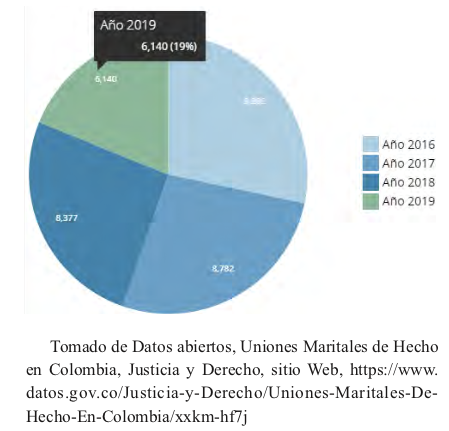 Año 2019
6,140 (19%)
6,140
Año 2016
Año 2017
Año 2018
Año 2019
8,377
8,782
Tomado de Datos abiertos, Uniones Maritales de Hecho
en Colombia, Justicia y Derecho, sitio Web, https://www.
datos.gov.co/Justicia-y-Derecho/Uniones-Maritales-De-
Hecho-En-Colombia/xxkm-hf7j